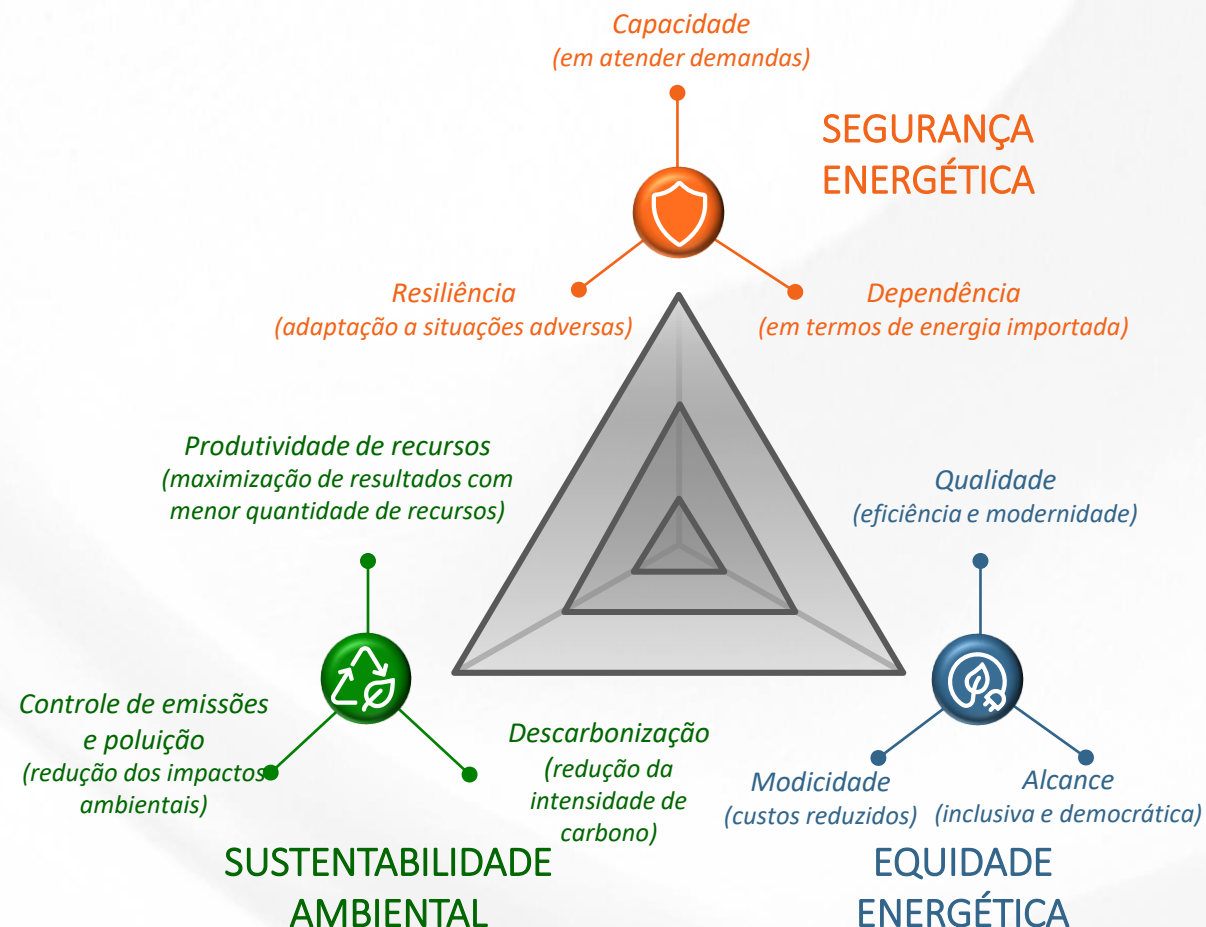 Capacidade
(em atender demandas)
SEGURANÇA
ENERGÉTICA
Resiliência
(adaptação a situações adversas)
Dependência
(em termos de energia importada)
Produtividade de recursos
(maximização de resultados com
menor quantidade de recursos)
Qualidade
(eficiência e modernidade)
Controle de emissões
e poluição
(redução dos impactos
ambientais)
Descarbonização
(redução da
intensidade de
carbono)
Modicidade
(custos reduzidos)
Alcance
(inclusiva e democrática)
SUSTENTABILIDADE
AMBIENTAL
EQUIDADE
ENERGÉTICA